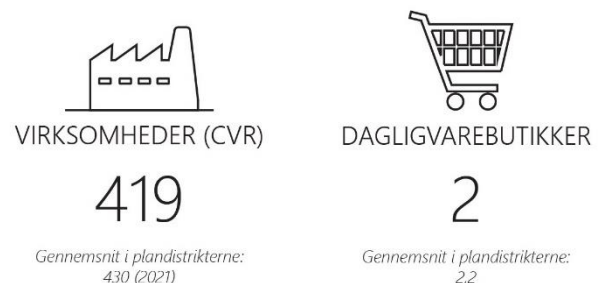 VIRKSOMHEDER (CVR)
419
Gennemsnit i plandistrikterne:
430 (2021)
DAGLIGVAREBUTIKKER
2
Gennemsnit i plandistrikterne:
2,2